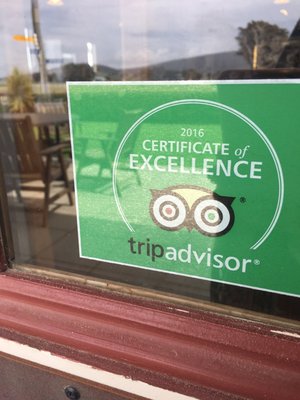 2016
CERTIFICATE of
EXCELLENCE
tripadvisor®